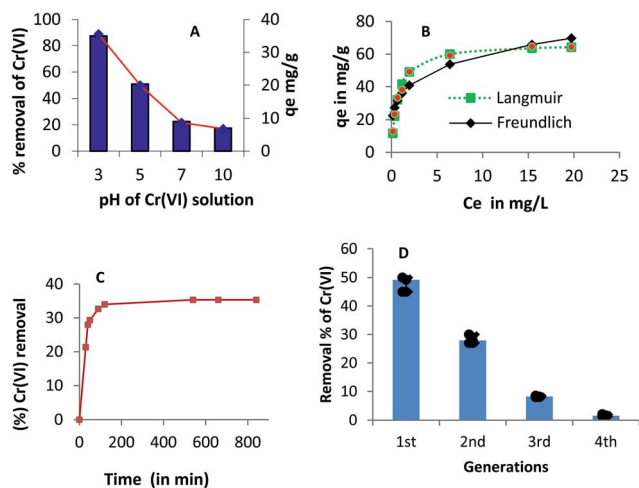 A
% removal of Cr(VI)
100
80
60
40
20
0
40
30
20
10
0
qe mg/g
3 5 7 10
pH of Cr(VI) solution
B
qe in mg/g
80
60
40
20
0
Langmuir
Freundlich
0 5 10 15 20 25
Ce in mg/L
C
(%) Cr(VI) removal
40
30
20
10
0
0 200 400 600 800
Time (in min)
D
Removal % of Cr(VI)
60
50
40
30
20
10
0
1st 2nd 3rd 4th
Generations